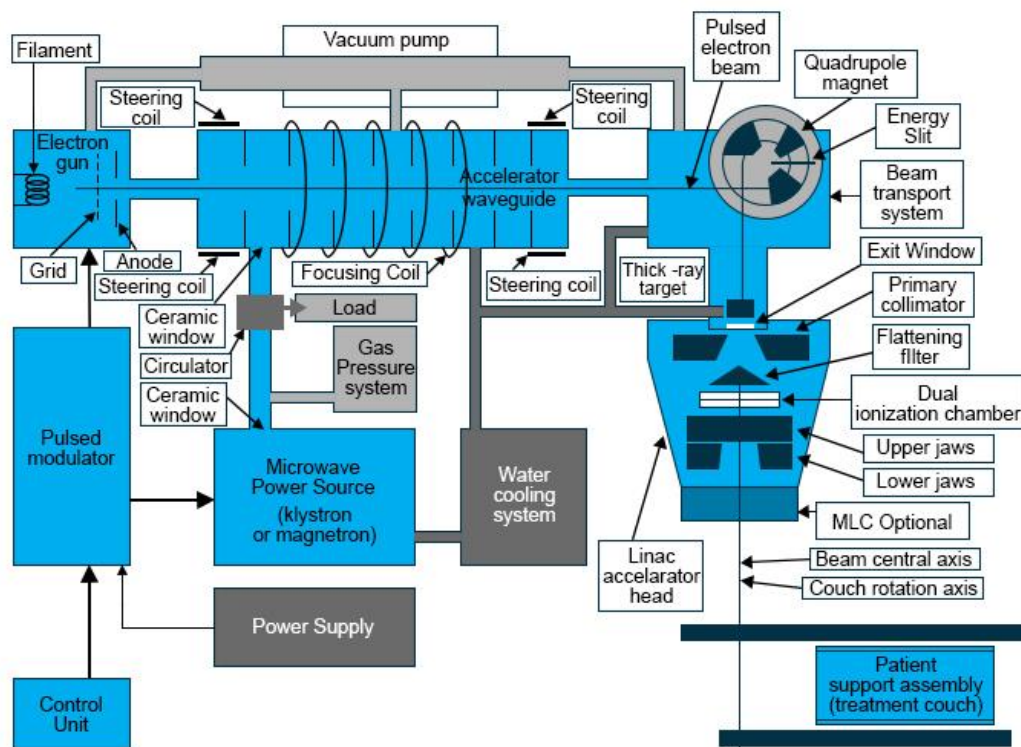 Vacuum pump
Pulsed
electron
beam
Filament
Quadrupole
magnet
Steering
coil
Steering
coil
Energy
Slit
Electron
gun
Accelerator
waveguide
Beam
transport
system
Grid
Anode
Steering coil
Focusing Coil
Steering
coil
Thick -ray
target
Exit Window
Primary
collimator
Ceramic
window
Load
Flattening
fIlter
Circulator
Gas
Pressure
system
Ceramic
window
Dual
ionization chamber
Pulsed
modulator
Microwave
Power Source
(klystron
or magnetron)
Water
cooling
system
Upper jaws
Lower jaws
MLC Optional
Linac
accelarator
head
Beam central axis
Couch rotation axis
Power Supply
Control
Unit
Patient
support assembly
(treatment couch)